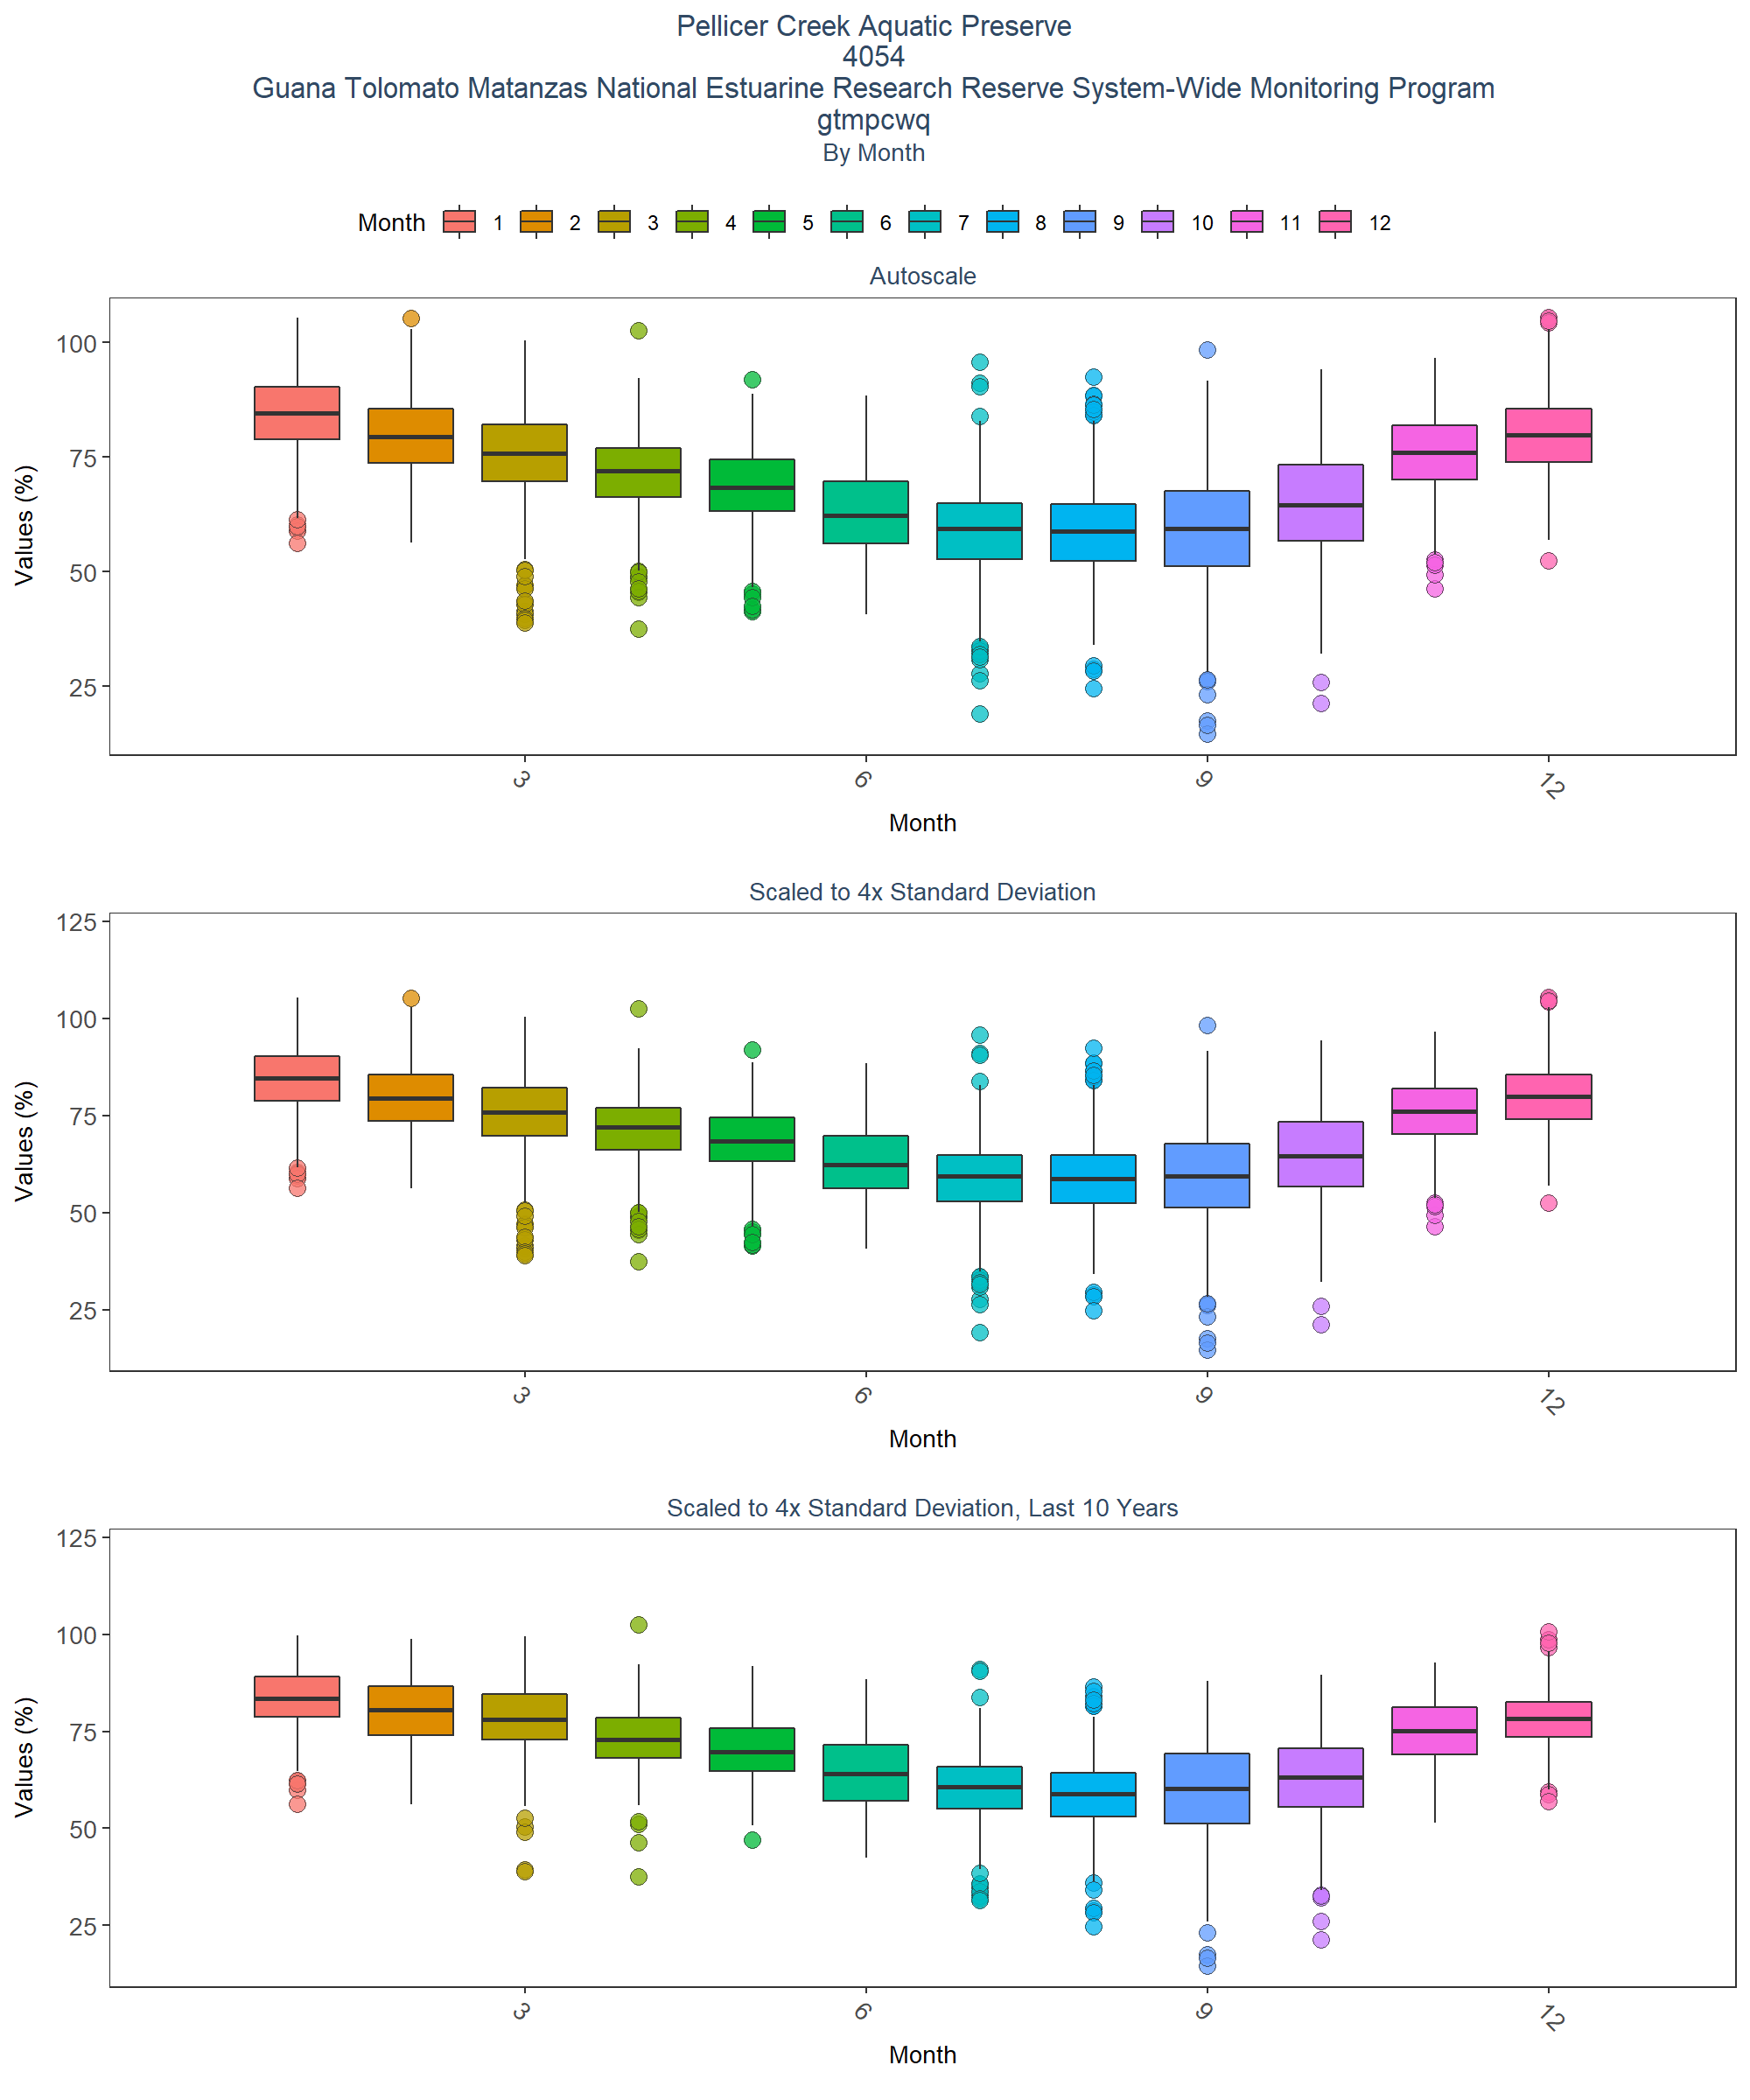 Pellicer Creek Aquatic Preserve
4054
Guana Tolomato Matanzas National Estuarine Research Reserve System-Wide Monitoring Program
gtmpcwq
By Month
Month 1 2 3 4 5 6 7 8 9 10 11 12
Autoscale
Values (%)
100
75
50
25
3 6 9 12
Month
Scaled to 4x Standard Deviation
Values (%)
125
100
75
50
25
3 6 9 12
Month
Scaled to 4x Standard Deviation, Last 10 Years
Values (%)
125
100
75
50
25
3 6 9 12
Month